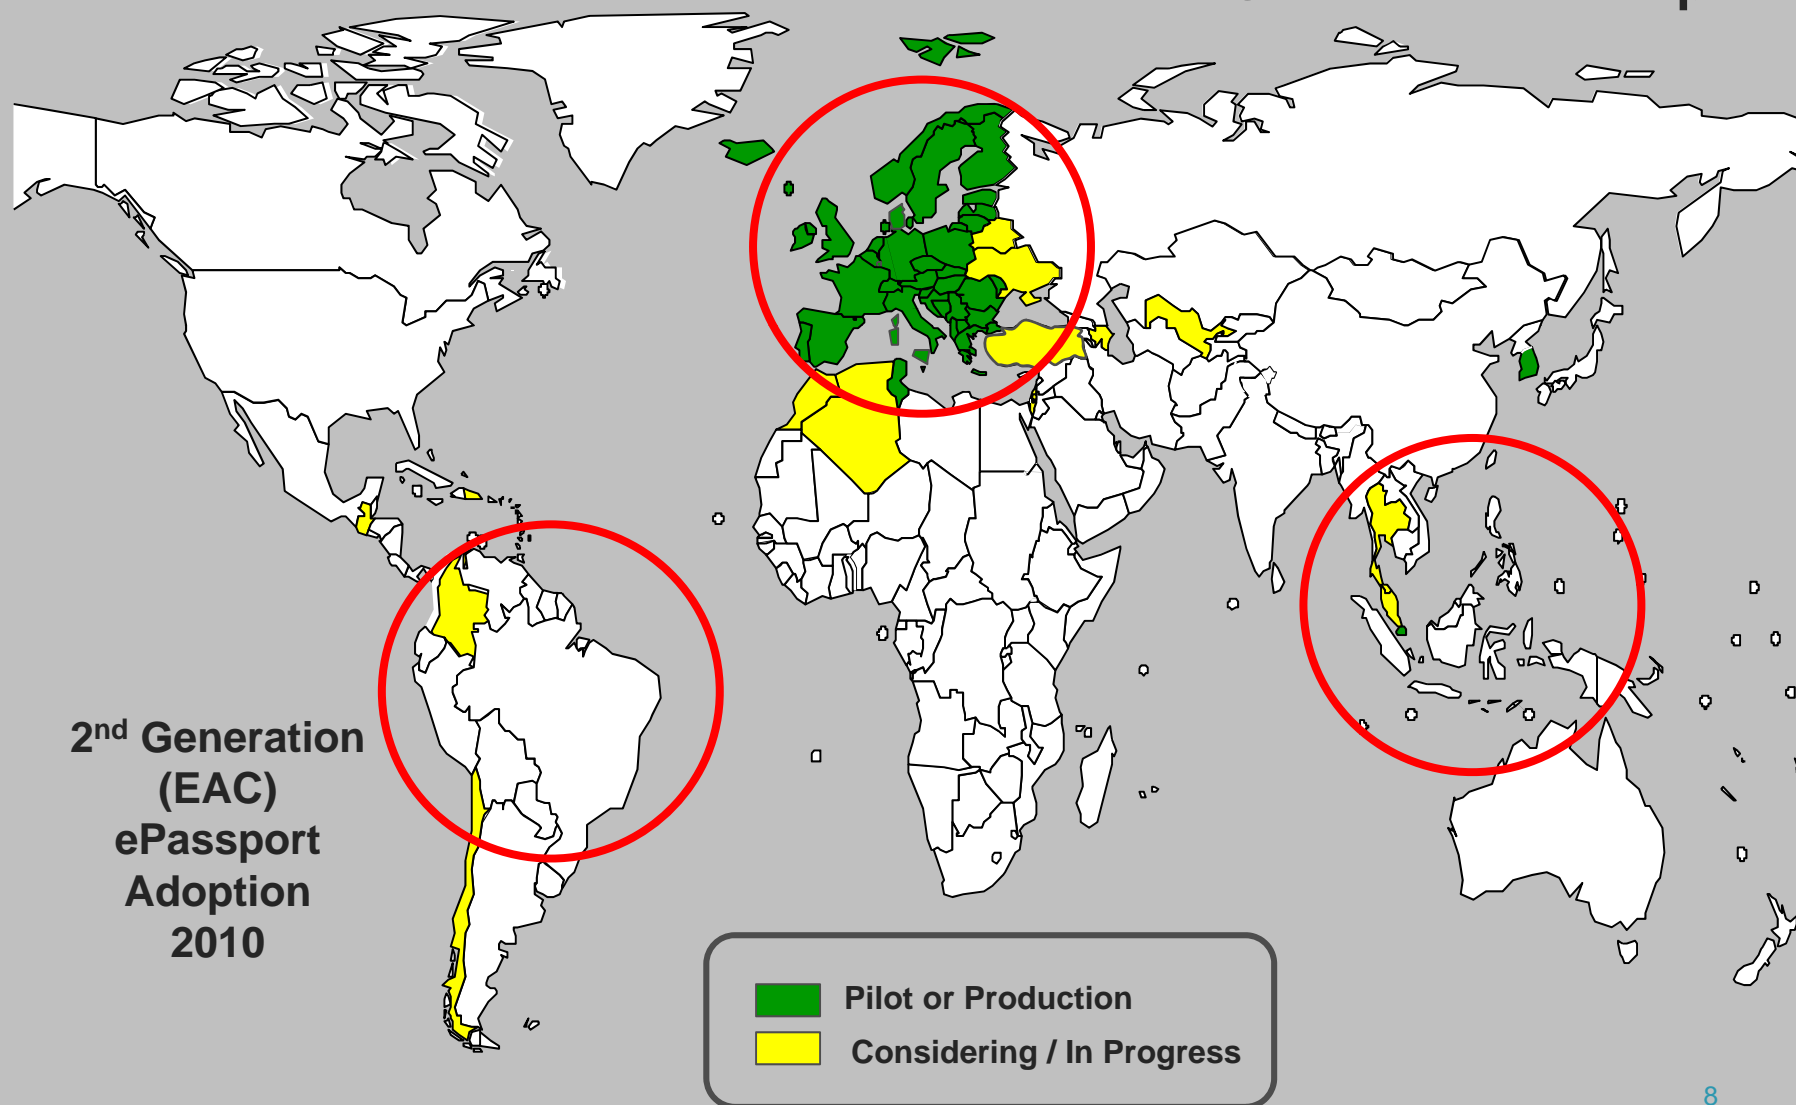 2nd Generation
(EAC)
ePassport
Adoption
2010
Pilot or Production
Considering / In Progress
8